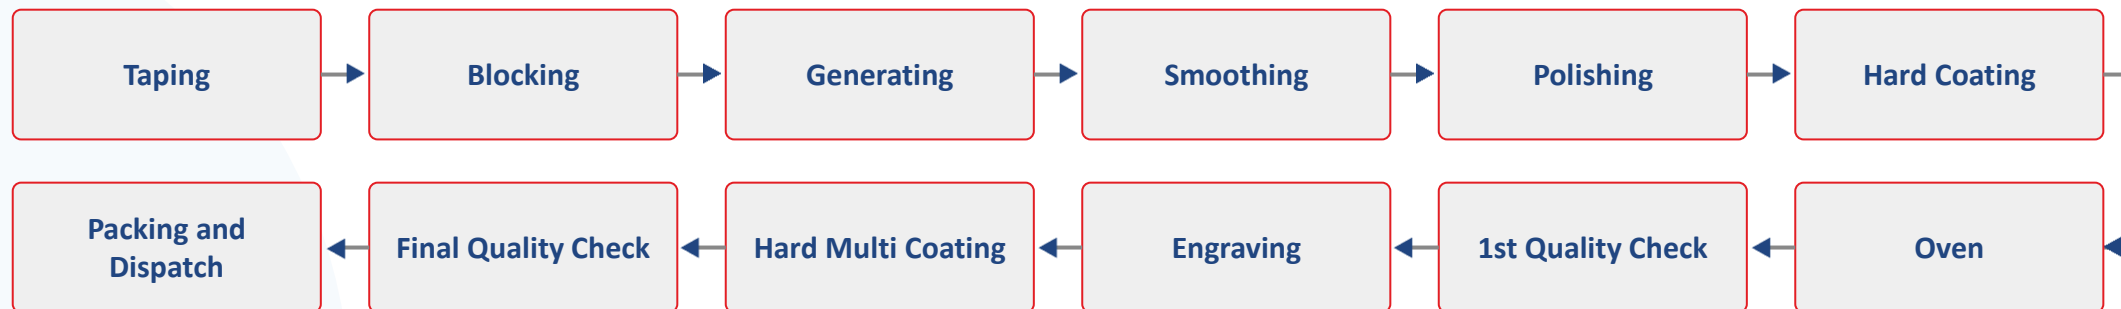 Taping
Blocking
Generating
Smoothing
Polishing
Hard Coating
Packing and
Dispatch
Final Quality Check
Hard Multi Coating
Engraving
1st Quality Check
Oven